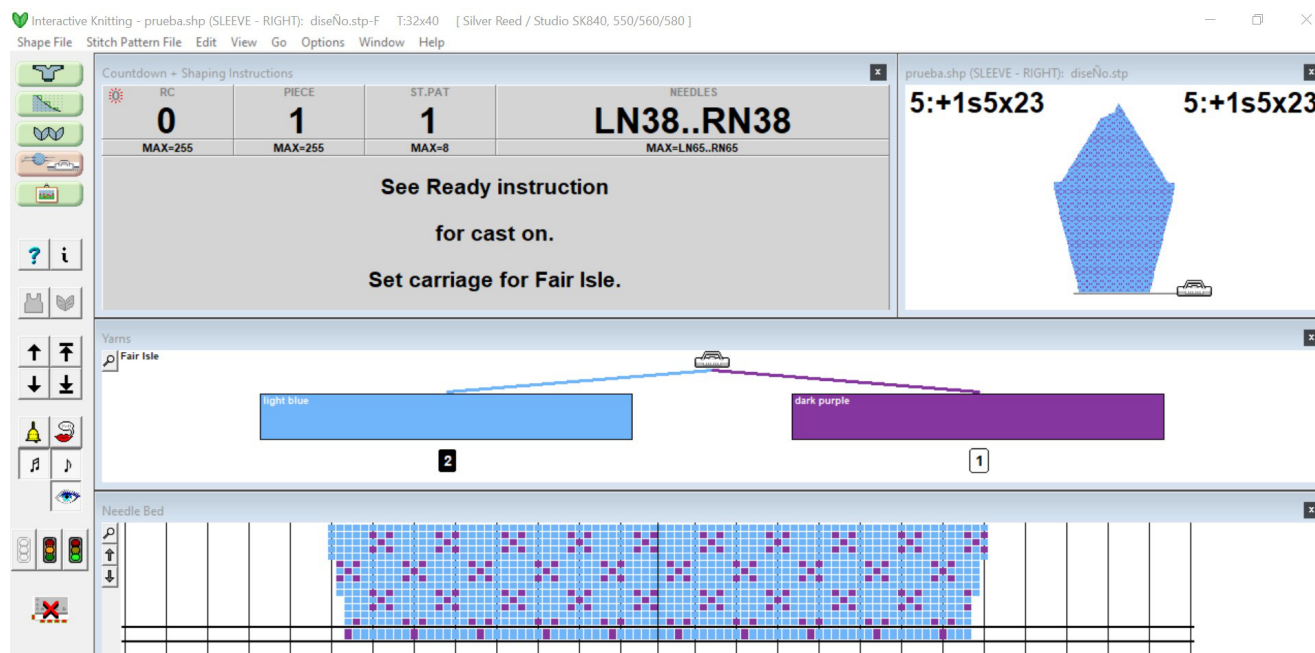 Interactive Knitting - prueba.shp (SLEEVE - RIGHT): diseÑo.stp-F T:32x40 [ Silver Reed / Studio SK840, 550/560/580 ]
Shape File Stitch Pattern File Edit View Go Options Window Help
Countdown + Shaping Instructions
RC PIECE ST.PAT NEEDLES
0 1 1 LN38..RN38
MAX=255 MAX=255 MAX=8 MAX=LN65..RN65
See Ready instruction
for cast on.
Set carriage for Fair Isle.
prueba.shp (SLEEVE - RIGHT): diseÑo.stp
5:+1s5x23 5:+1s5x23
Yarns
Fair Isle
light blue dark purple
2 1
Needle Bed